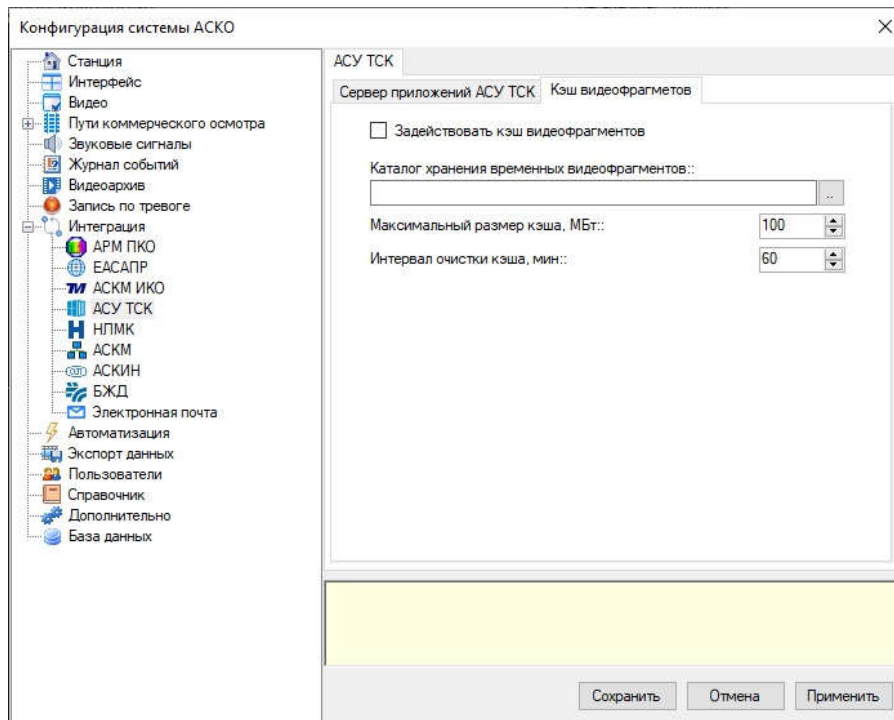 Конфигурация системы АСКО
Станция
Интерфейс
Видео
Пути коммерческого осмотра
Звуковые сигналы
Журнал событий
Видеоархив
Запись по тревоге
Интеграция
АРМ ПКО
ЕАСАПР
ТИ АСКМ ИКО
АСУ ТСК
Н НЛМК
АСКМ
АСКИН
БЖД
Электронная почта
Автоматизация
Экспорт данных
Пользователи
Справочник
Дополнительно
База данных
АСУ ТСК
Сервер приложений АСУ ТСК
Кэш видеофрагметов
Задействовать кэш видеофрагментов
Каталог хранения временных видеофрагментов::
..
Максимальный размер кэша, МБт:: 100
Интервал очистки кэша, мин:: 60
Сохранить
Отмена
Применить